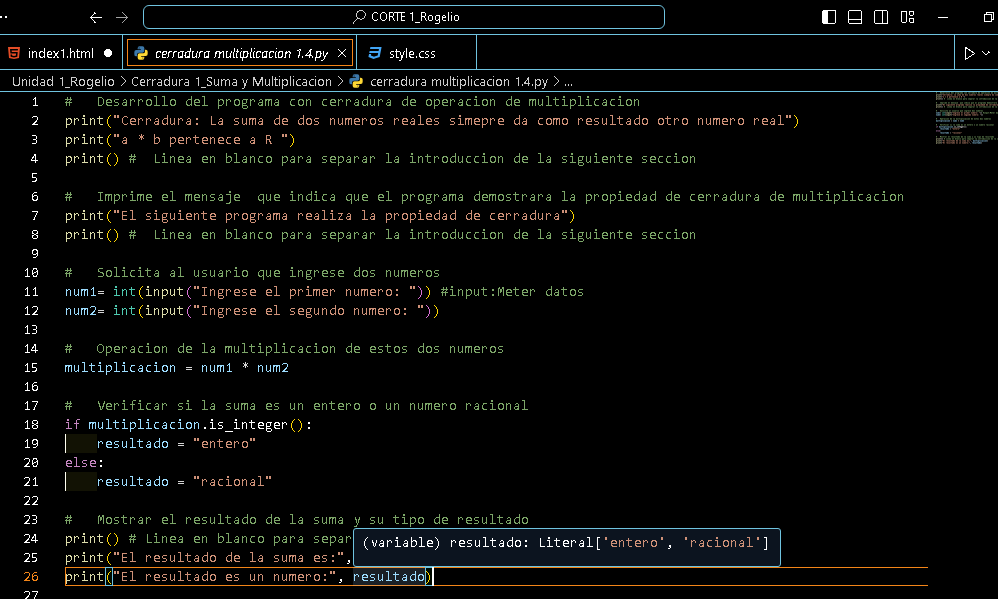 CORTE 1_Rogelio
index1.html
cerradura multiplicacion 1.4.py
style.css
Unidad 1_Rogelio > Cerradura 1_Suma y Multiplicacion > cerradura multiplicacion 1.4.py > ...
1 # Desarrollo del programa con cerradura de operacion de multiplicacion
2 print("Cerradura: La suma de dos numeros reales simepre da como resultado otro numero real")
3 print("a * b pertenece a R ")
4 print() # Linea en blanco para separar la introduccion de la siguiente seccion
5
6 # Imprime el mensaje  que indica que el programa demostrara la propiedad de cerradura de multiplicacion
7 print("El siguiente programa realiza la propiedad de cerradura")
8 print() # Linea en blanco para separar la introduccion de la siguiente seccion
9
10 # Solicita al usuario que ingrese dos numeros
11 num1= int(input("Ingrese el primer numero: ")) #input:Meter datos
12 num2= int(input("Ingrese el segundo numero: "))
13
14 # Operacion de la multiplicacion de estos dos numeros
15 multiplicacion = num1 * num2
16
17 # Verificar si la suma es un entero o un numero racional
18 if multiplicacion.is_integer():
19 resultado = "entero"
20 else:
21 resultado = "racional"
22
23 # Mostrar el resultado de la suma y su tipo de resultado
24 print() # Linea en blanco para separ
(variable) resultado: Literal['entero', 'racional']
25 print("El resultado de la suma es:",
26 print("El resultado es un numero:", resultado)
27